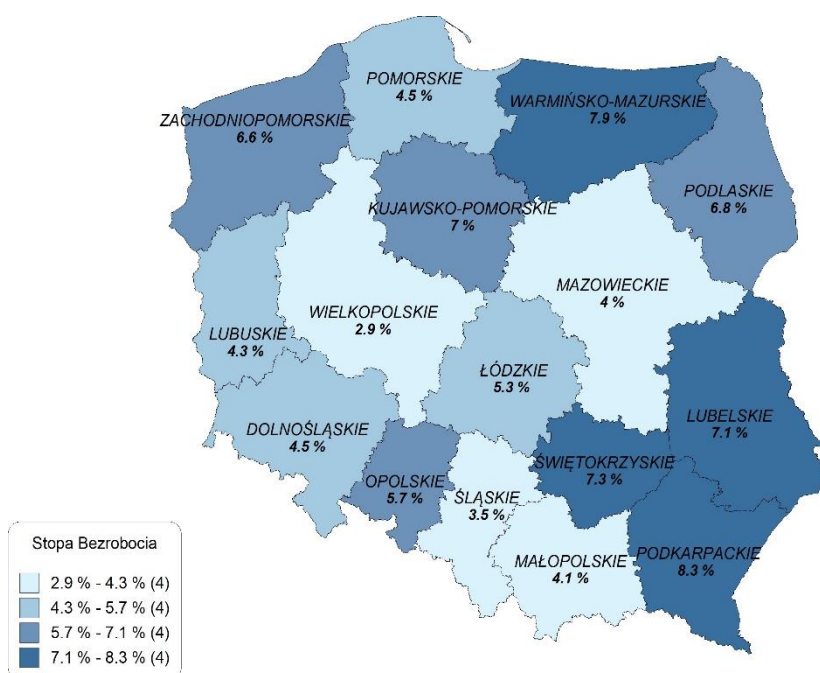 POMORSKIE
4.5 %
WARMIŃSKO-MAZURSKIE
7.9 %
ZACHODNIOPOMORSKIE
6.6 %
PODLASKIE
6.8 %
KUJAWSKO-POMORSKIE
7 %
MAZOWIECKIE
4 %
WIELKOPOLSKIE
2.9 %
LUBUSKIE
4.3 %
ŁÓDZKIE
5.3 %
LUBELSKIE
7.1 %
DOLNOŚLĄSKIE
4.5 %
ŚWIĘTOKRZYSKIE
7.3 %
OPOLSKIE
5.7 %
ŚLĄSKIE
3.5 %
MAŁOPOLSKIE
4.1 %
PODKARPACKIE
8.3 %
Stopa Bezrobocia
2.9 % - 4.3 % (4)
4.3 % - 5.7 % (4)
5.7 % - 7.1 % (4)
7.1 % - 8.3 % (4)